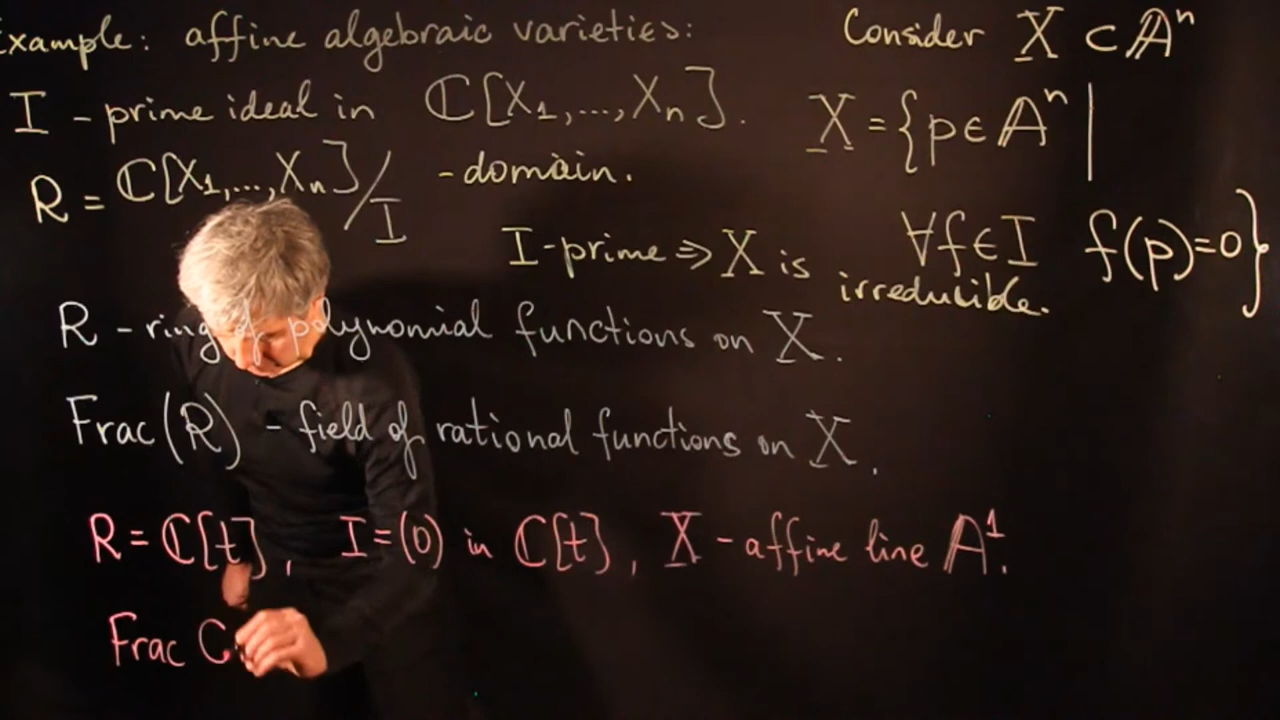 Example: affine algebraic varieties:
I - prime ideal in ℂ[X₁,...,Xₙ].
R = ℂ[X₁,...,Xₙ]/I - domain.
Consider X ⊂ 𝔸ⁿ
X = {p ∈ 𝔸ⁿ |
∀f ∈ I f(p)=0}
I-prime ⇒ X is irreducible.
R - ring of polynomial functions on X.
Frac(R) - field of rational functions on X.
R = ℂ[t], I=(0) in ℂ[t], X - affine line 𝔸¹.
Frac ℂ